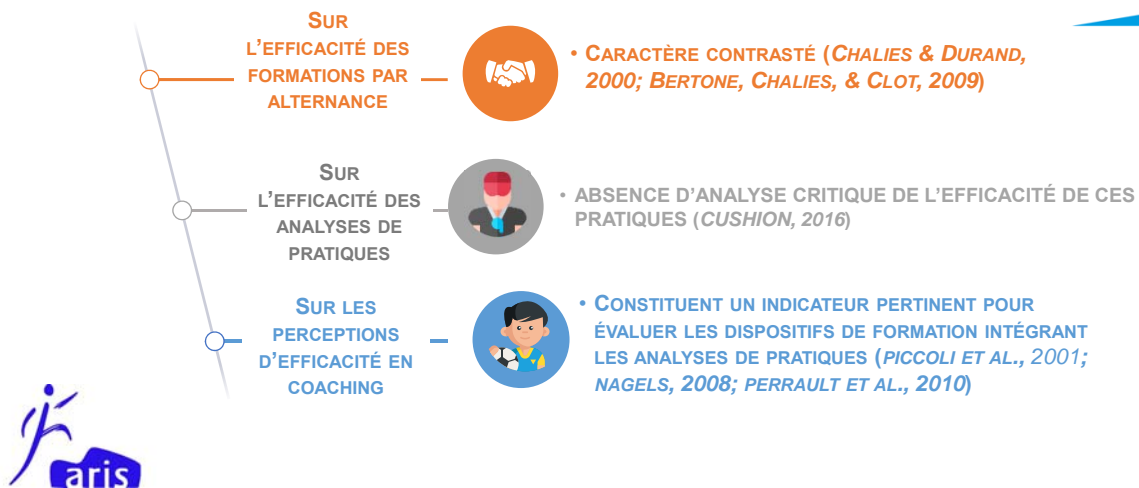 SUR
L'EFFICACITÉ DES
FORMATIONS PAR
ALTERNANCE
• CARACTÈRE CONTRASTÉ (CHALIES & DURAND,
2000; BERTONE, CHALIES, & CLOT, 2009)
SUR
L'EFFICACITÉ DES
ANALYSES DE
PRATIQUES
• ABSENCE D'ANALYSE CRITIQUE DE L'EFFICACITÉ DE CES
PRATIQUES (CUSHION, 2016)
SUR LES
PERCEPTIONS
D'EFFICACITÉ EN
COACHING
• CONSTITUENT UN INDICATEUR PERTINENT POUR
ÉVALUER LES DISPOSITIFS DE FORMATION INTÉGRANT
LES ANALYSES DE PRATIQUES (PICCOLI ET AL., 2001;
NAGELS, 2008; PERRAULT ET AL., 2010)
aris